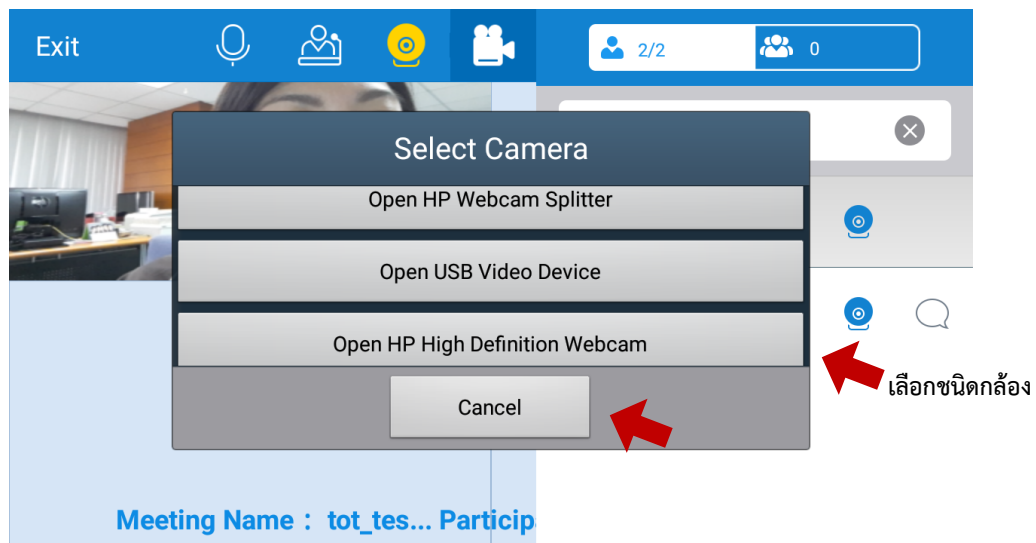 Exit
2/2
0
Select Camera
Open HP Webcam Splitter
Open USB Video Device
Open HP High Definition Webcam
เลือกชนิดกล้อง
Cancel
Meeting Name : tot_tes... Particip